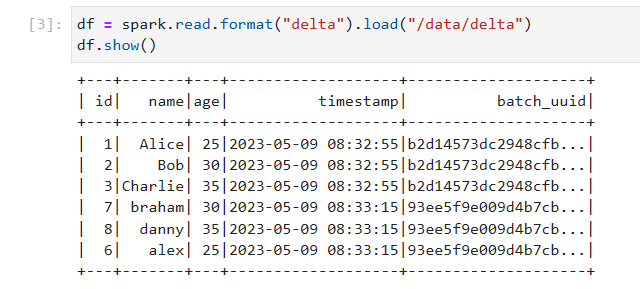 [3]: df = spark.read.format("delta").load("/data/delta")
df.show()
+---+-------+---+-------------------+--------------------+
| id|   name|age|          timestamp|          batch_uuid|
+---+-------+---+-------------------+--------------------+
|  1|  Alice| 25|2023-05-09 08:32:55|b2d14573dc2948cfb...|
|  2|    Bob| 30|2023-05-09 08:32:55|b2d14573dc2948cfb...|
|  3|Charlie| 35|2023-05-09 08:32:55|b2d14573dc2948cfb...|
|  7| braham| 30|2023-05-09 08:33:15|93ee5f9e009d4b7cb...|
|  8|  danny| 35|2023-05-09 08:33:15|93ee5f9e009d4b7cb...|
|  6|   alex| 25|2023-05-09 08:33:15|93ee5f9e009d4b7cb...|
+---+-------+---+-------------------+--------------------+